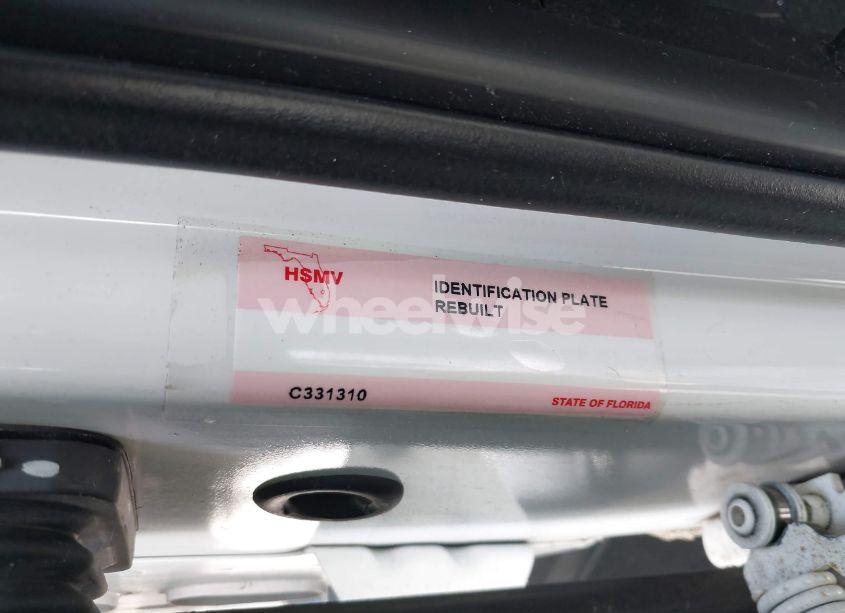 HSMV
IDENTIFICATION PLATE
REBUILT
wheelwise
C331310
STATE OF FLORIDA